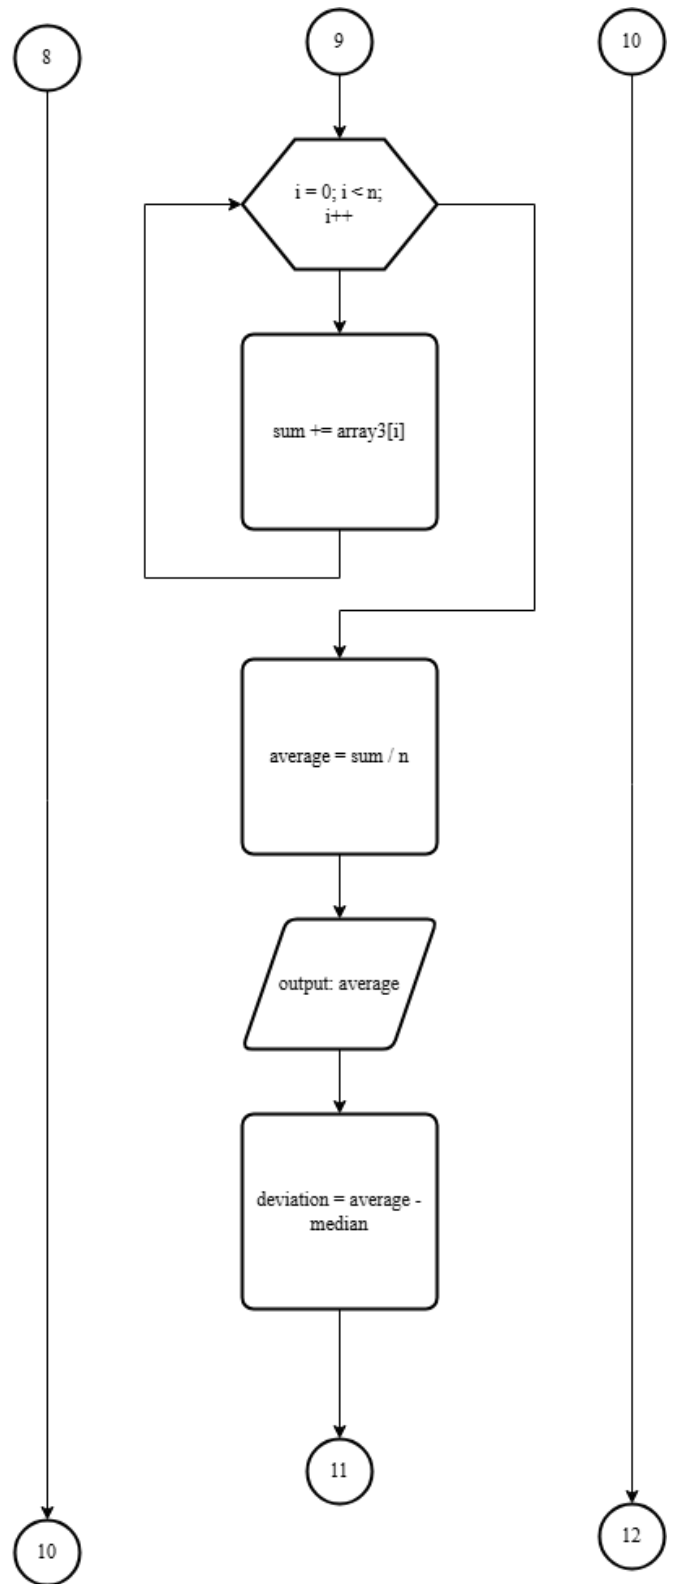 8
9
10
i = 0; i < n;
i++
sum += array3[i]
average = sum / n
output: average
deviation = average -
median
11
10
12